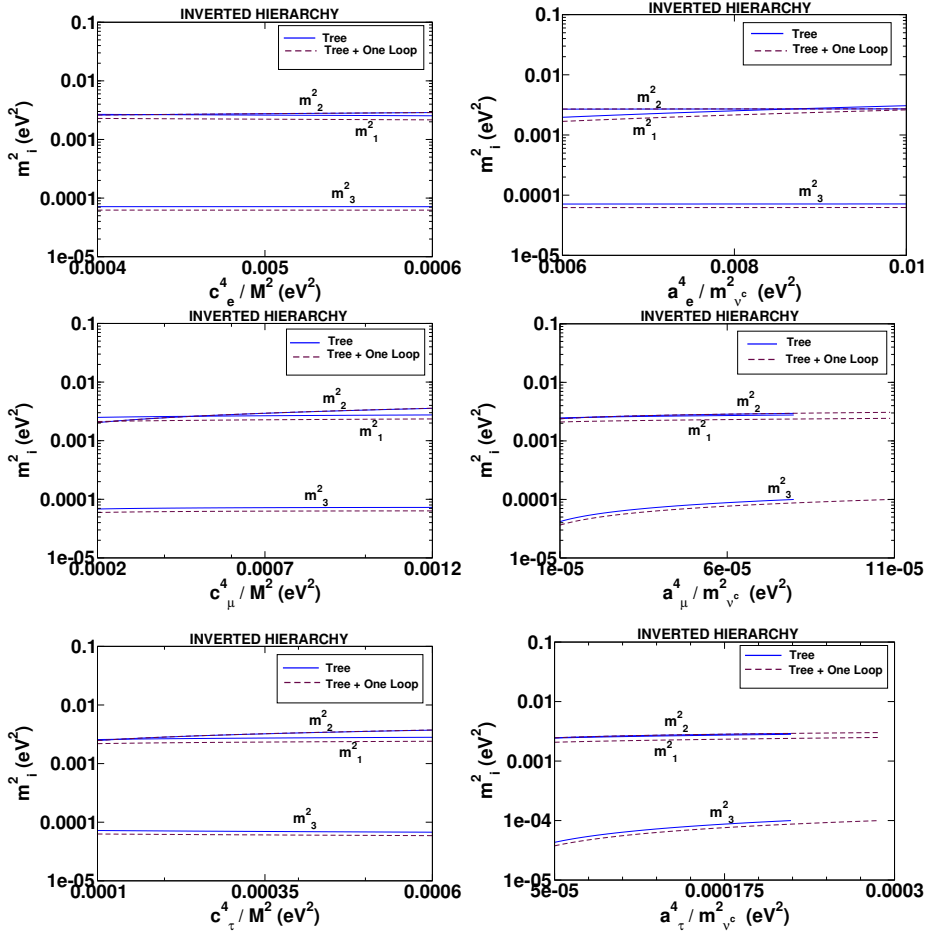 INVERTED HIERARCHY
0.1
0.01
0.001
0.0001
1e-05
m²ᵢ (eV²)
Tree
Tree + One Loop
m²₂
m²₁
m²₃
0.0004 0.005 0.0006
c⁴ₑ / M² (eV²)
INVERTED HIERARCHY
0.1
0.01
0.001
0.0001
1e-05
m²ᵢ (eV²)
Tree
Tree + One Loop
m²₂
m²₁
m²₃
0.006 0.008 0.01
a⁴ₑ / m²_νᶜ (eV²)
INVERTED HIERARCHY
0.1
0.01
0.001
0.0001
1e-05
m²ᵢ (eV²)
Tree
Tree + One Loop
m²₂
m²₁
m²₃
0.0002 0.0007 0.0012
c⁴_μ / M² (eV²)
INVERTED HIERARCHY
0.1
0.01
0.001
0.0001
1e-05
m²ᵢ (eV²)
Tree
Tree + One Loop
m²₂
m²₁
m²₃
1e-05 6e-05 11e-05
a⁴_μ / m²_νᶜ (eV²)
INVERTED HIERARCHY
0.1
0.01
0.001
0.0001
1e-05
m²ᵢ (eV²)
Tree
Tree + One Loop
m²₂
m²₁
m²₃
0.0001 0.00035 0.0006
c⁴_τ / M² (eV²)
INVERTED HIERARCHY
0.1
0.01
0.001
1e-04
1e-05
m²ᵢ (eV²)
Tree
Tree + One Loop
m²₂
m²₁
m²₃
5e-05 0.000175 0.0003
a⁴_τ / m²_νᶜ (eV²)